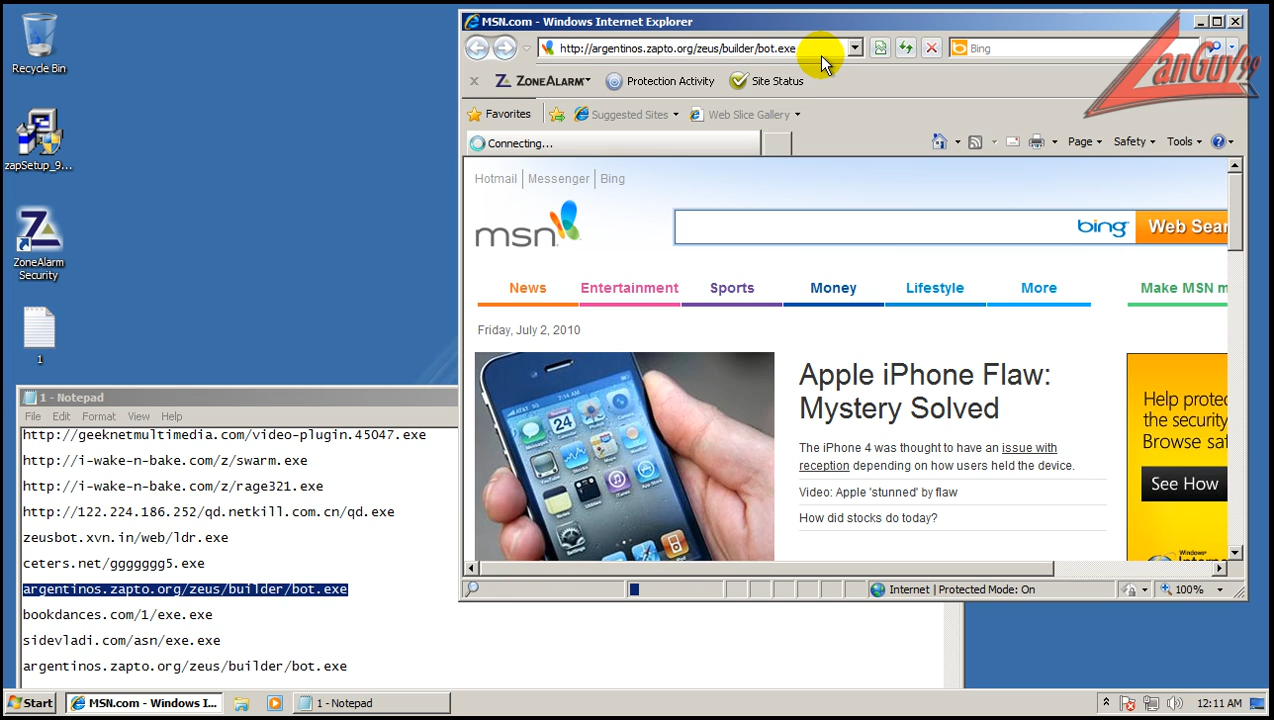 Recycle Bin
zapSetup_9...
ZoneAlarm
Security
1
MSN.com - Windows Internet Explorer
http://argentinos.zapto.org/zeus/builder/bot.exe
Bing
LanGuy99
ZONEALARM
Protection Activity
Site Status
Favorites
Suggested Sites
Web Slice Gallery
Connecting...
Page
Safety
Tools
Hotmail | Messenger | Bing
msn
bing
Web Sear
News Entertainment Sports Money Lifestyle More Make MSN m
Friday, July 2, 2010
7:14 AM
Apple iPhone Flaw:
Mystery Solved
The iPhone 4 was thought to have an issue with
reception depending on how users held the device.
Video: Apple 'stunned' by flaw
How did stocks do today?
Help protec
the security
Browse saf
See How
Windows
Internet | Protected Mode: On
100%
1 - Notepad
File Edit Format View Help
http://geeknetmultimedia.com/video-plugin.45047.exe
http://i-wake-n-bake.com/z/swarm.exe
http://i-wake-n-bake.com/z/rage321.exe
http://122.224.186.252/qd.netkill.com.cn/qd.exe
zeusbot.xvn.in/web/ldr.exe
ceters.net/ggggggg5.exe
argentinos.zapto.org/zeus/builder/bot.exe
bookdances.com/1/exe.exe
sidevladi.com/asn/exe.exe
argentinos.zapto.org/zeus/builder/bot.exe
Start
MSN.com - Windows I...
1 - Notepad
12:11 AM